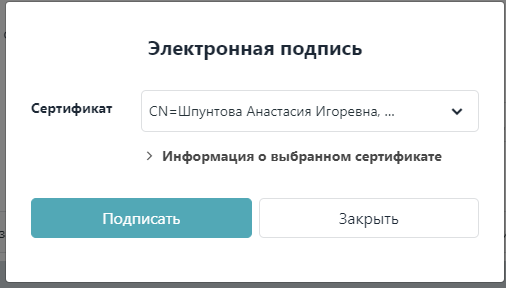 Электронная подпись
Сертификат
CN=Шпунтова Анастасия Игоревна, ...
Информация о выбранном сертификате
Подписать
Закрыть